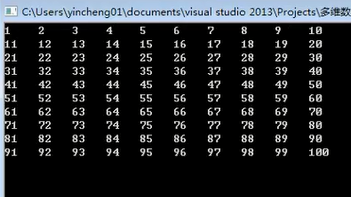 C:\Users\yincheng01\documents\visual studio 2013\Projects\多维数
1 2 3 4 5 6 7 8 9 10
11 12 13 14 15 16 17 18 19 20
21 22 23 24 25 26 27 28 29 30
31 32 33 34 35 36 37 38 39 40
41 42 43 44 45 46 47 48 49 50
51 52 53 54 55 56 57 58 59 60
61 62 63 64 65 66 67 68 69 70
71 72 73 74 75 76 77 78 79 80
81 82 83 84 85 86 87 88 89 90
91 92 93 94 95 96 97 98 99 100